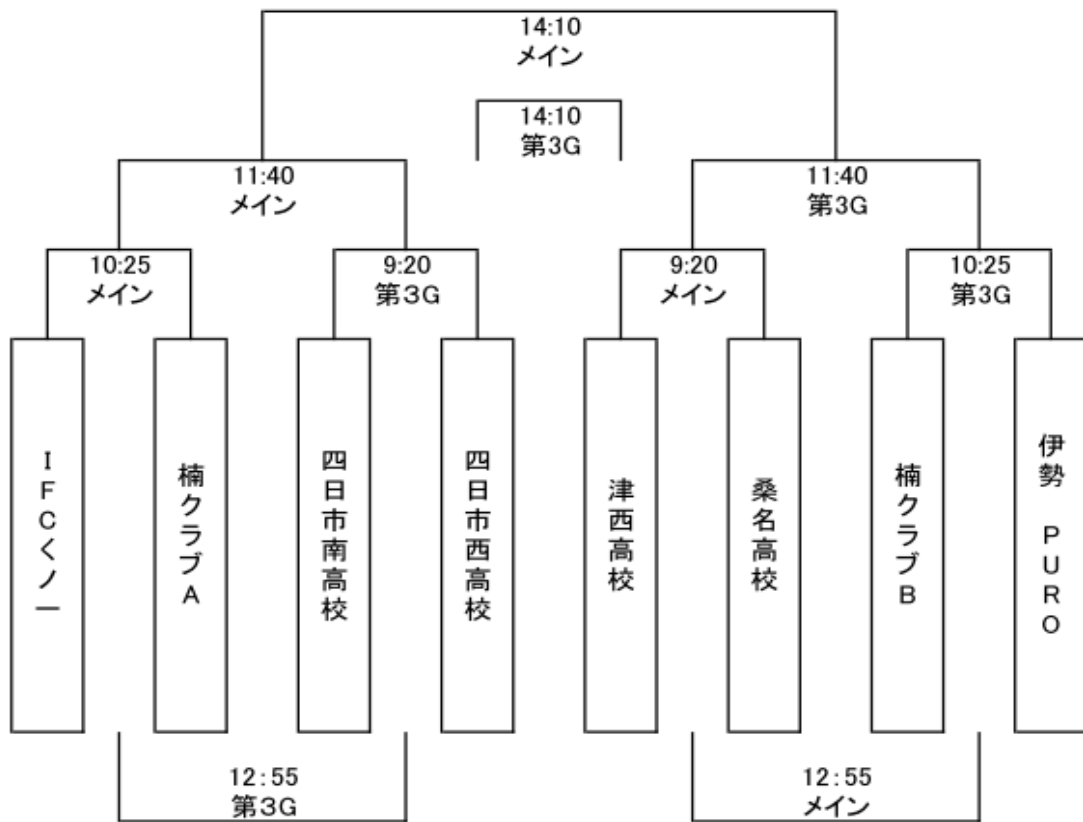 14:10
メイン
14:10
第3G
11:40
メイン
11:40
第3G
10:25
メイン
9:20
第3G
9:20
メイン
10:25
第3G
IFCくノ一
楠クラブA
四日市南高校
四日市西高校
津西高校
桑名高校
楠クラブB
伊勢 PURO
12:55
第3G
12:55
メイン